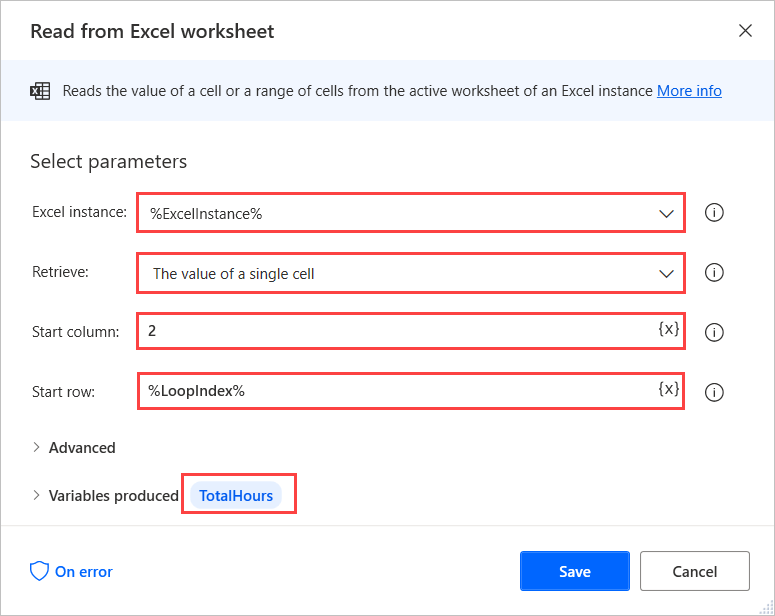 Read from Excel worksheet
Reads the value of a cell or a range of cells from the active worksheet of an Excel instance More info
Select parameters
Excel instance: %ExcelInstance%
Retrieve: The value of a single cell
Start column: 2 {x}
Start row: %LoopIndex% {x}
Advanced
Variables produced TotalHours
On error Save Cancel